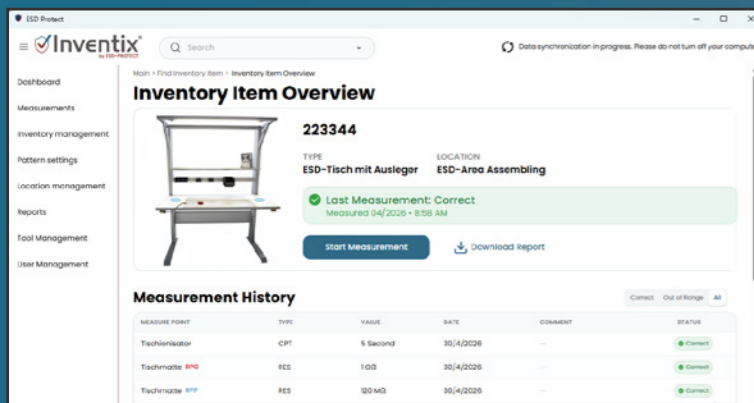 ESD Protect
Inventix®
by ESD-PROTECT
Search
Data synchronization in progress. Please do not turn off your compute
Dashboard
Measurements
Inventory management
Pattern settings
Location management
Reports
Tool Management
User Management
Main > Find Inventory Item > Inventory Item Overview
Inventory Item Overview
223344
TYPE
ESD-Tisch mit Ausleger
LOCATION
ESD-Area Assembling
Last Measurement: Correct
Measured 04/2026 • 8:58 AM
Start Measurement
Download Report
Measurement History
Correct Out of Range All
MEASURE POINT TYPE VALUE DATE COMMENT STATUS
Tischionisator CPT 5 Second 30/4/2026 — Correct
Tischmatte RPG RES 1 GΩ 30/4/2026 — Correct
Tischmatte RPP RES 120 MΩ 30/4/2026 — Correct